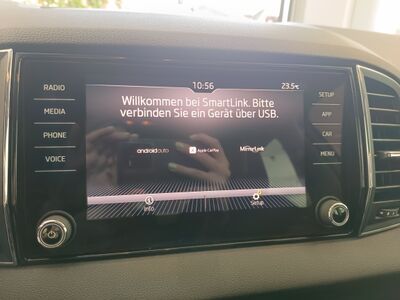 10:56
23.5°C
RADIO
MEDIA
PHONE
VOICE
Willkommen bei SmartLink. Bitte
verbinden Sie ein Gerät über USB.
androidauto
Apple CarPlay
MirrorLink
Info
Setup
SETUP
APP
CAR
MENU